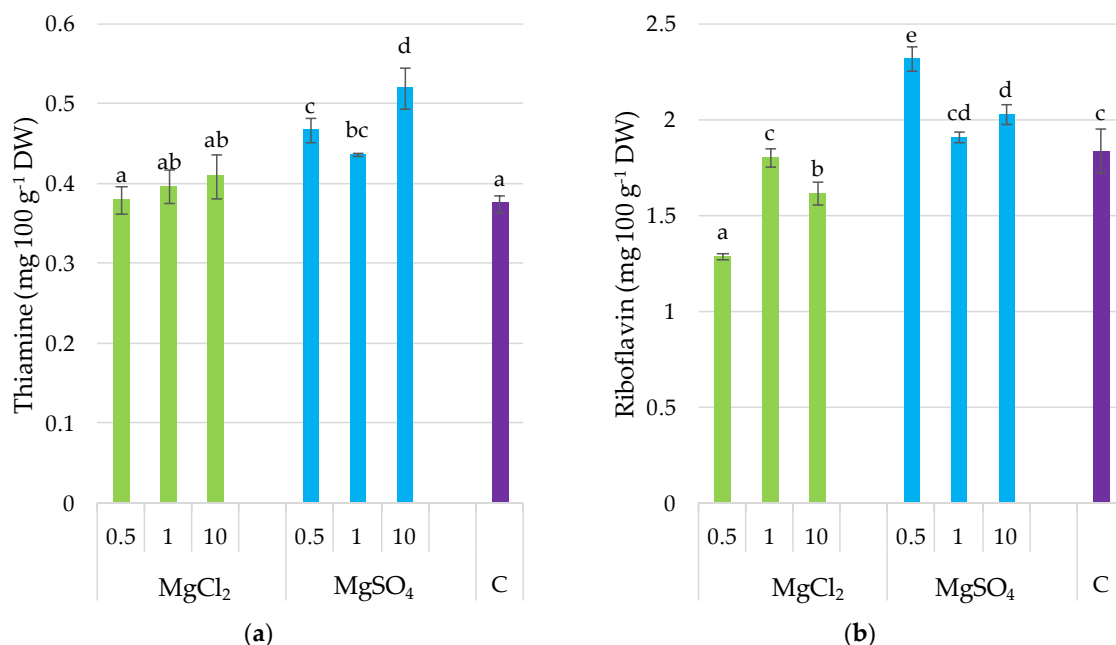 Thiamine (mg 100 g⁻¹ DW)
0.6
0.5
0.4
0.3
0.2
0.1
0
a
ab
ab
c
bc
d
a
0.5 1 10 0.5 1 10
MgCl₂ MgSO₄ C
(a)
Riboflavin (mg 100 g⁻¹ DW)
2.5
2
1.5
1
0.5
0
a
c
b
e
cd
d
c
0.5 1 10 0.5 1 10
MgCl₂ MgSO₄ C
(b)